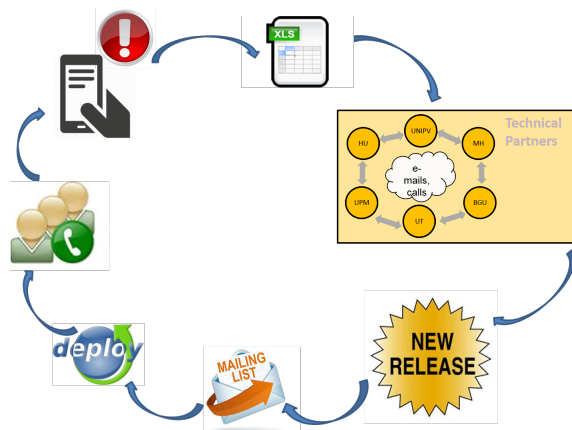 XLS
Technical
Partners
UNIPV
HU
MH
e-
mails,
calls
UPM
BGU
UT
NEW
RELEASE
MAILING
LIST
deploy